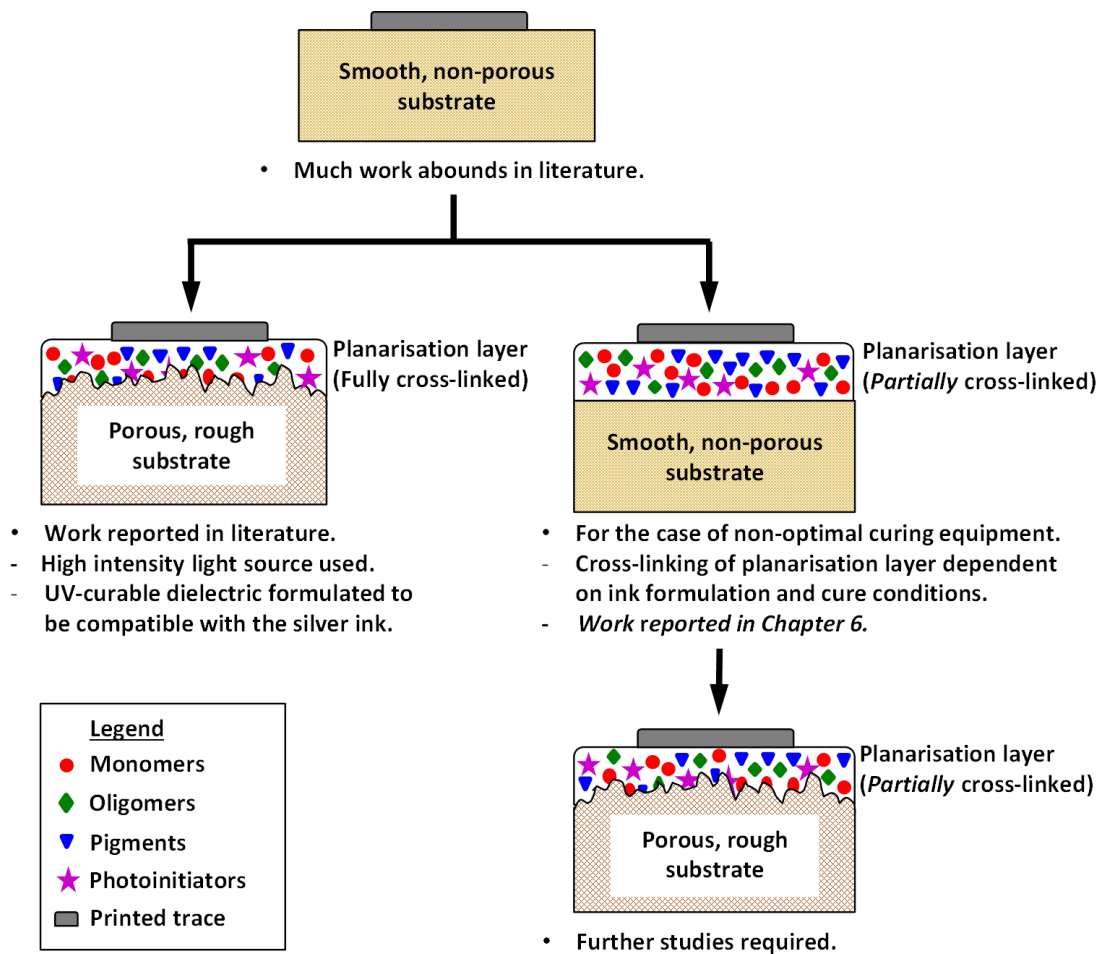 Smooth, non-porous
substrate
• Much work abounds in literature.
Planarisation layer
(Fully cross-linked)
Porous, rough
substrate
• Work reported in literature.
- High intensity light source used.
- UV-curable dielectric formulated to
be compatible with the silver ink.
Planarisation layer
(Partially cross-linked)
Smooth, non-porous
substrate
• For the case of non-optimal curing equipment.
- Cross-linking of planarisation layer dependent
on ink formulation and cure conditions.
- Work reported in Chapter 6.
Planarisation layer
(Partially cross-linked)
Porous, rough
substrate
• Further studies required.
Legend
Monomers
Oligomers
Pigments
Photoinitiators
Printed trace